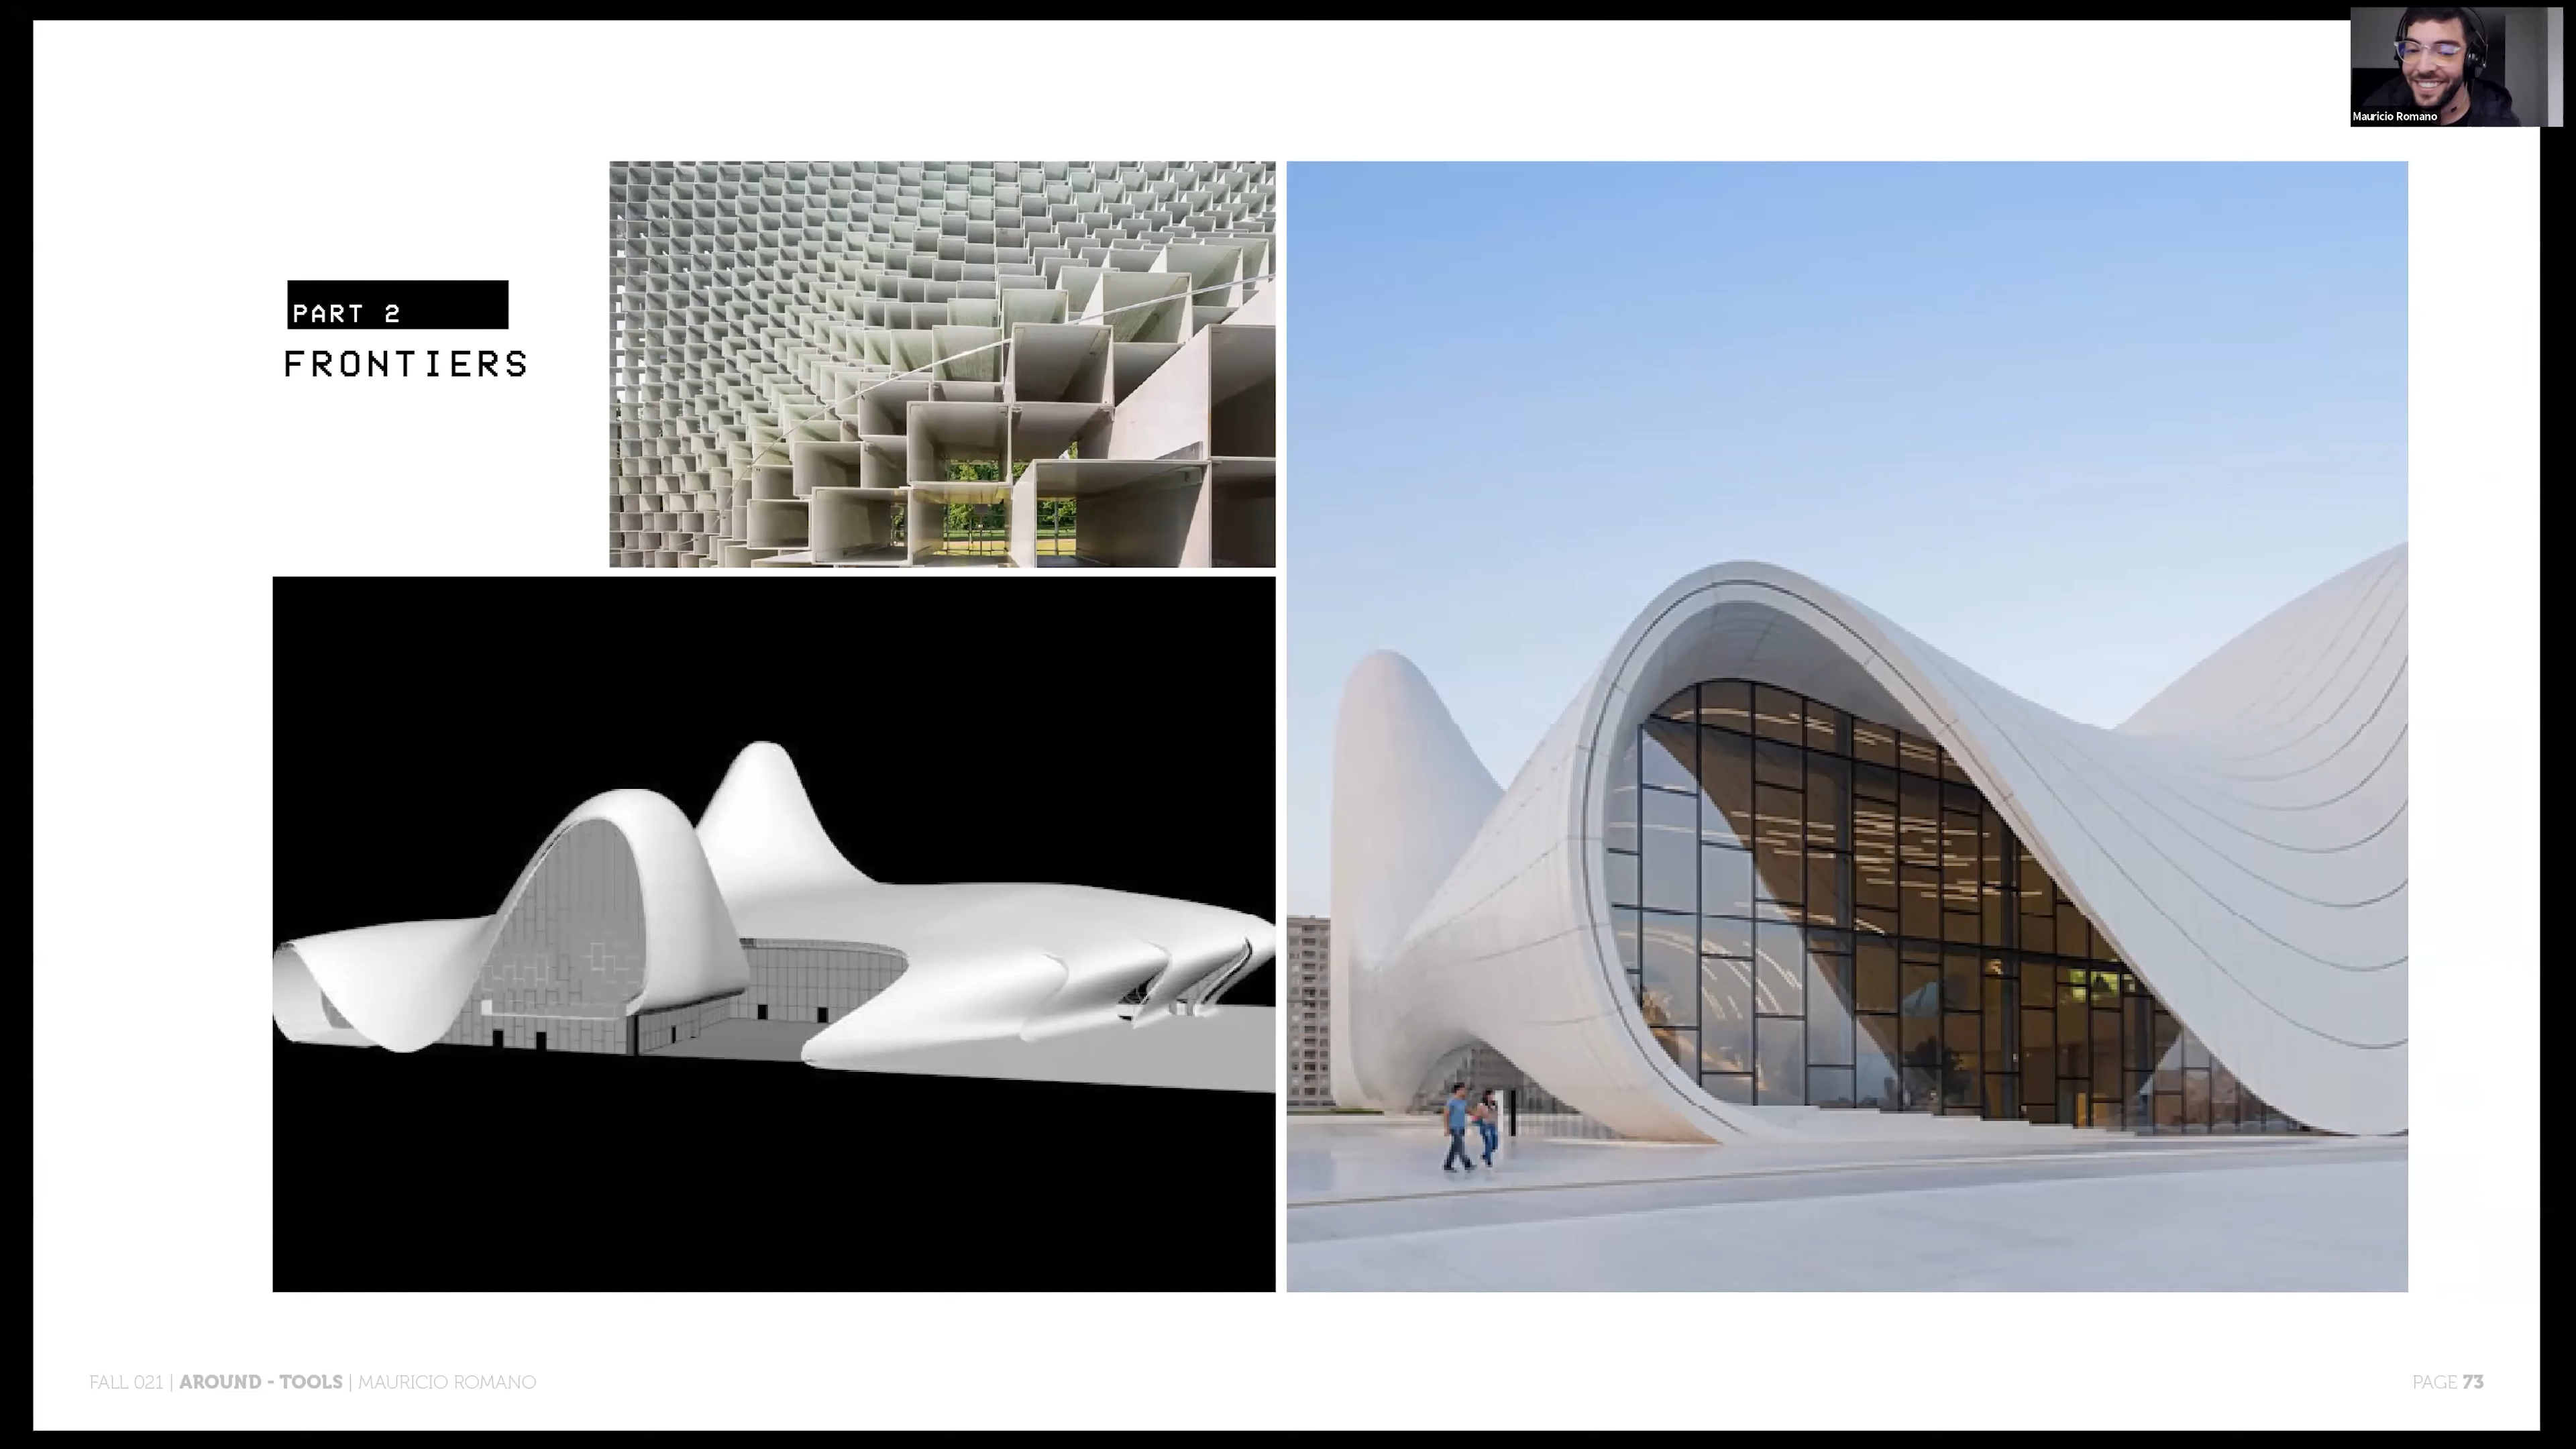 Mauricio Romano
PART 2
FRONTIERS
FALL 021 | AROUND - TOOLS | MAURICIO ROMANO
PAGE 73